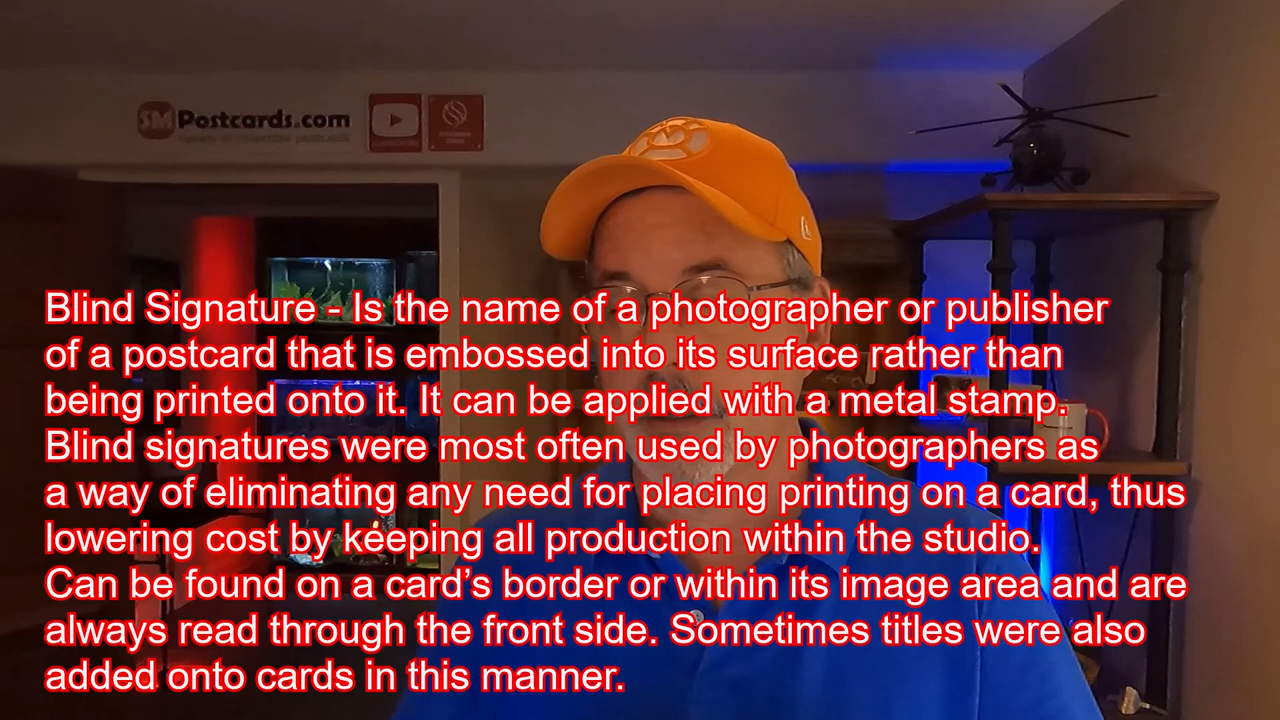 SMPostcards.com
Blind Signature - Is the name of a photographer or publisher
of a postcard that is embossed into its surface rather than
being printed onto it. It can be applied with a metal stamp.
Blind signatures were most often used by photographers as
a way of eliminating any need for placing printing on a card, thus
lowering cost by keeping all production within the studio.
Can be found on a card’s border or within its image area and are
always read through the front side. Sometimes titles were also
added onto cards in this manner.